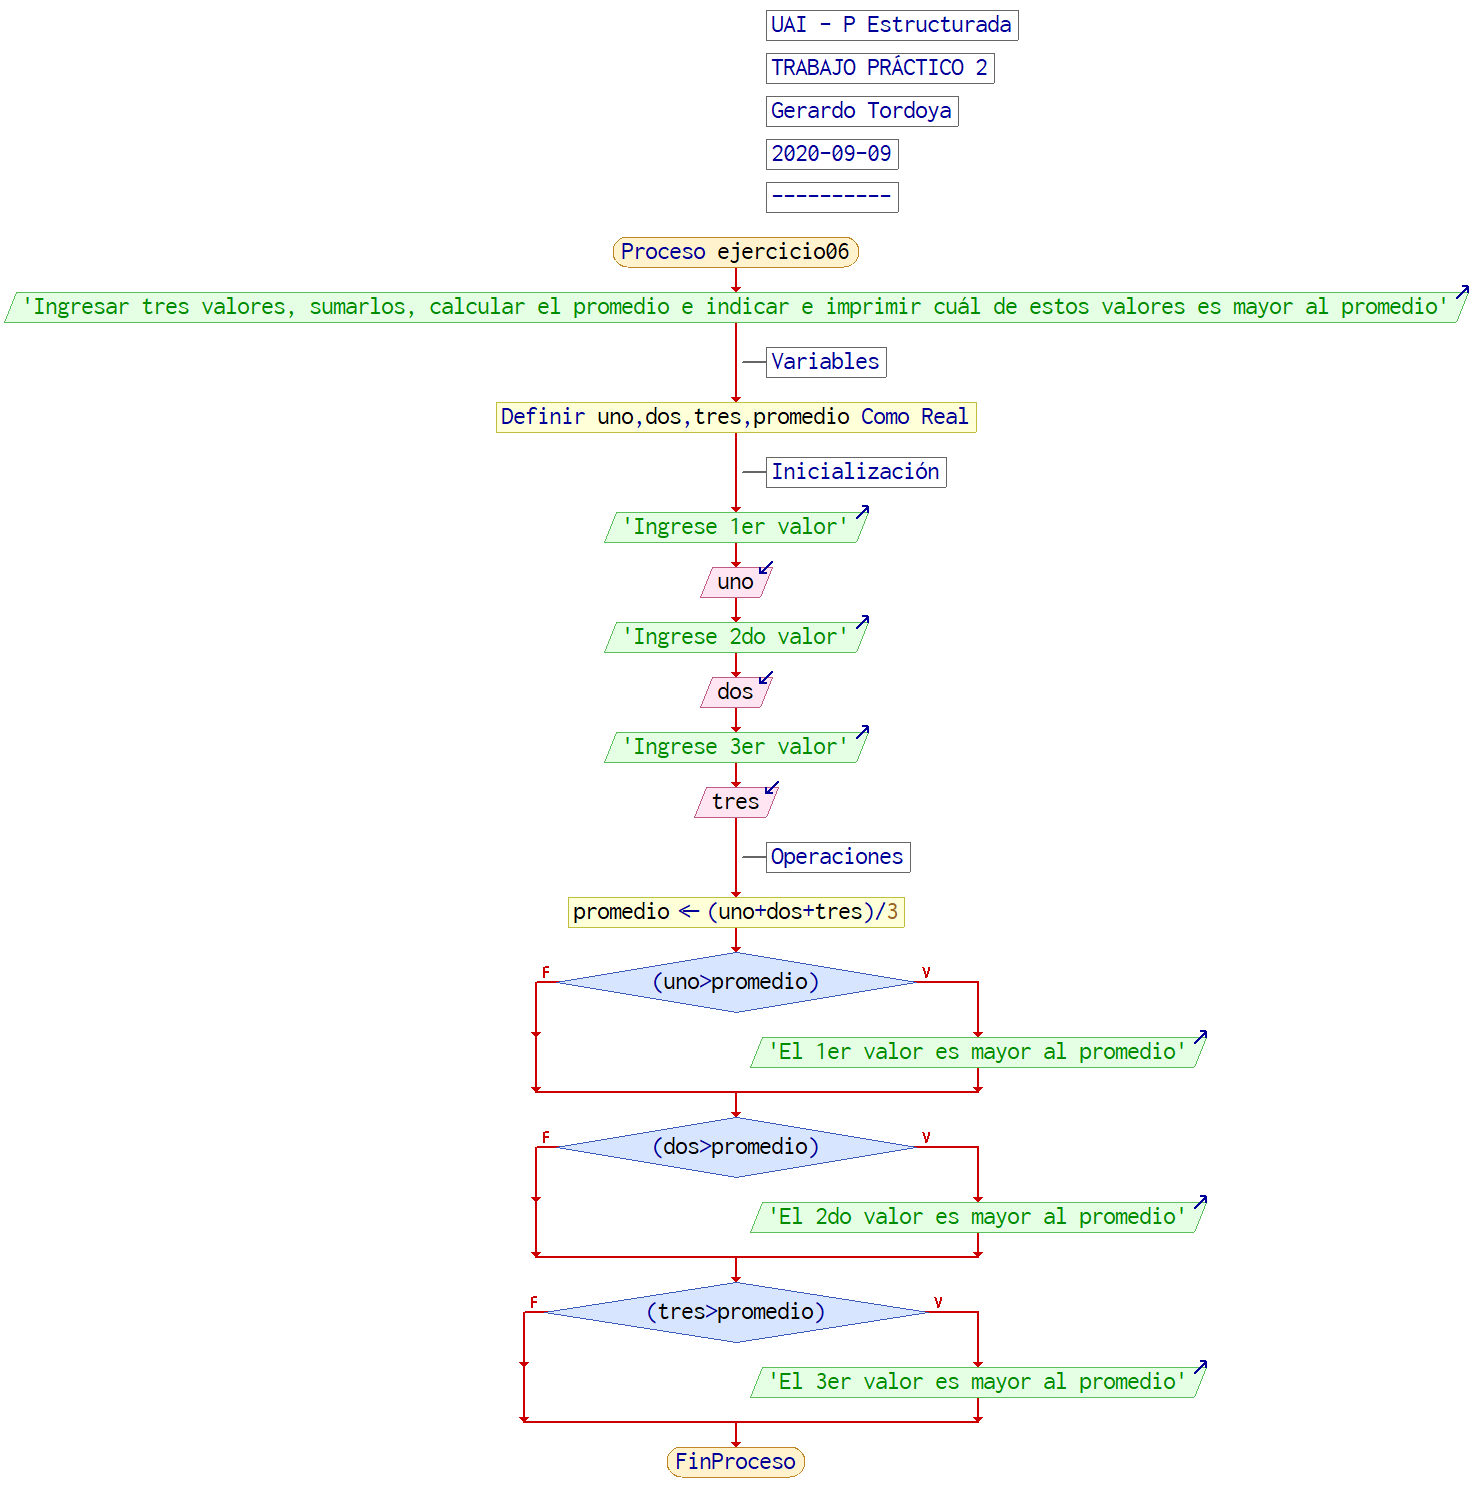 UAI - P Estructurada
TRABAJO PRÁCTICO 2
Gerardo Tordoya
2020-09-09
----------
Proceso ejercicio06
'Ingresar tres valores, sumarlos, calcular el promedio e indicar e imprimir cuál de estos valores es mayor al promedio'
Variables
Definir uno,dos,tres,promedio Como Real
Inicialización
'Ingrese 1er valor'
uno
'Ingrese 2do valor'
dos
'Ingrese 3er valor'
tres
Operaciones
promedio ← (uno+dos+tres)/3
F (uno>promedio) V
'El 1er valor es mayor al promedio'
F (dos>promedio) V
'El 2do valor es mayor al promedio'
F (tres>promedio) V
'El 3er valor es mayor al promedio'
FinProceso